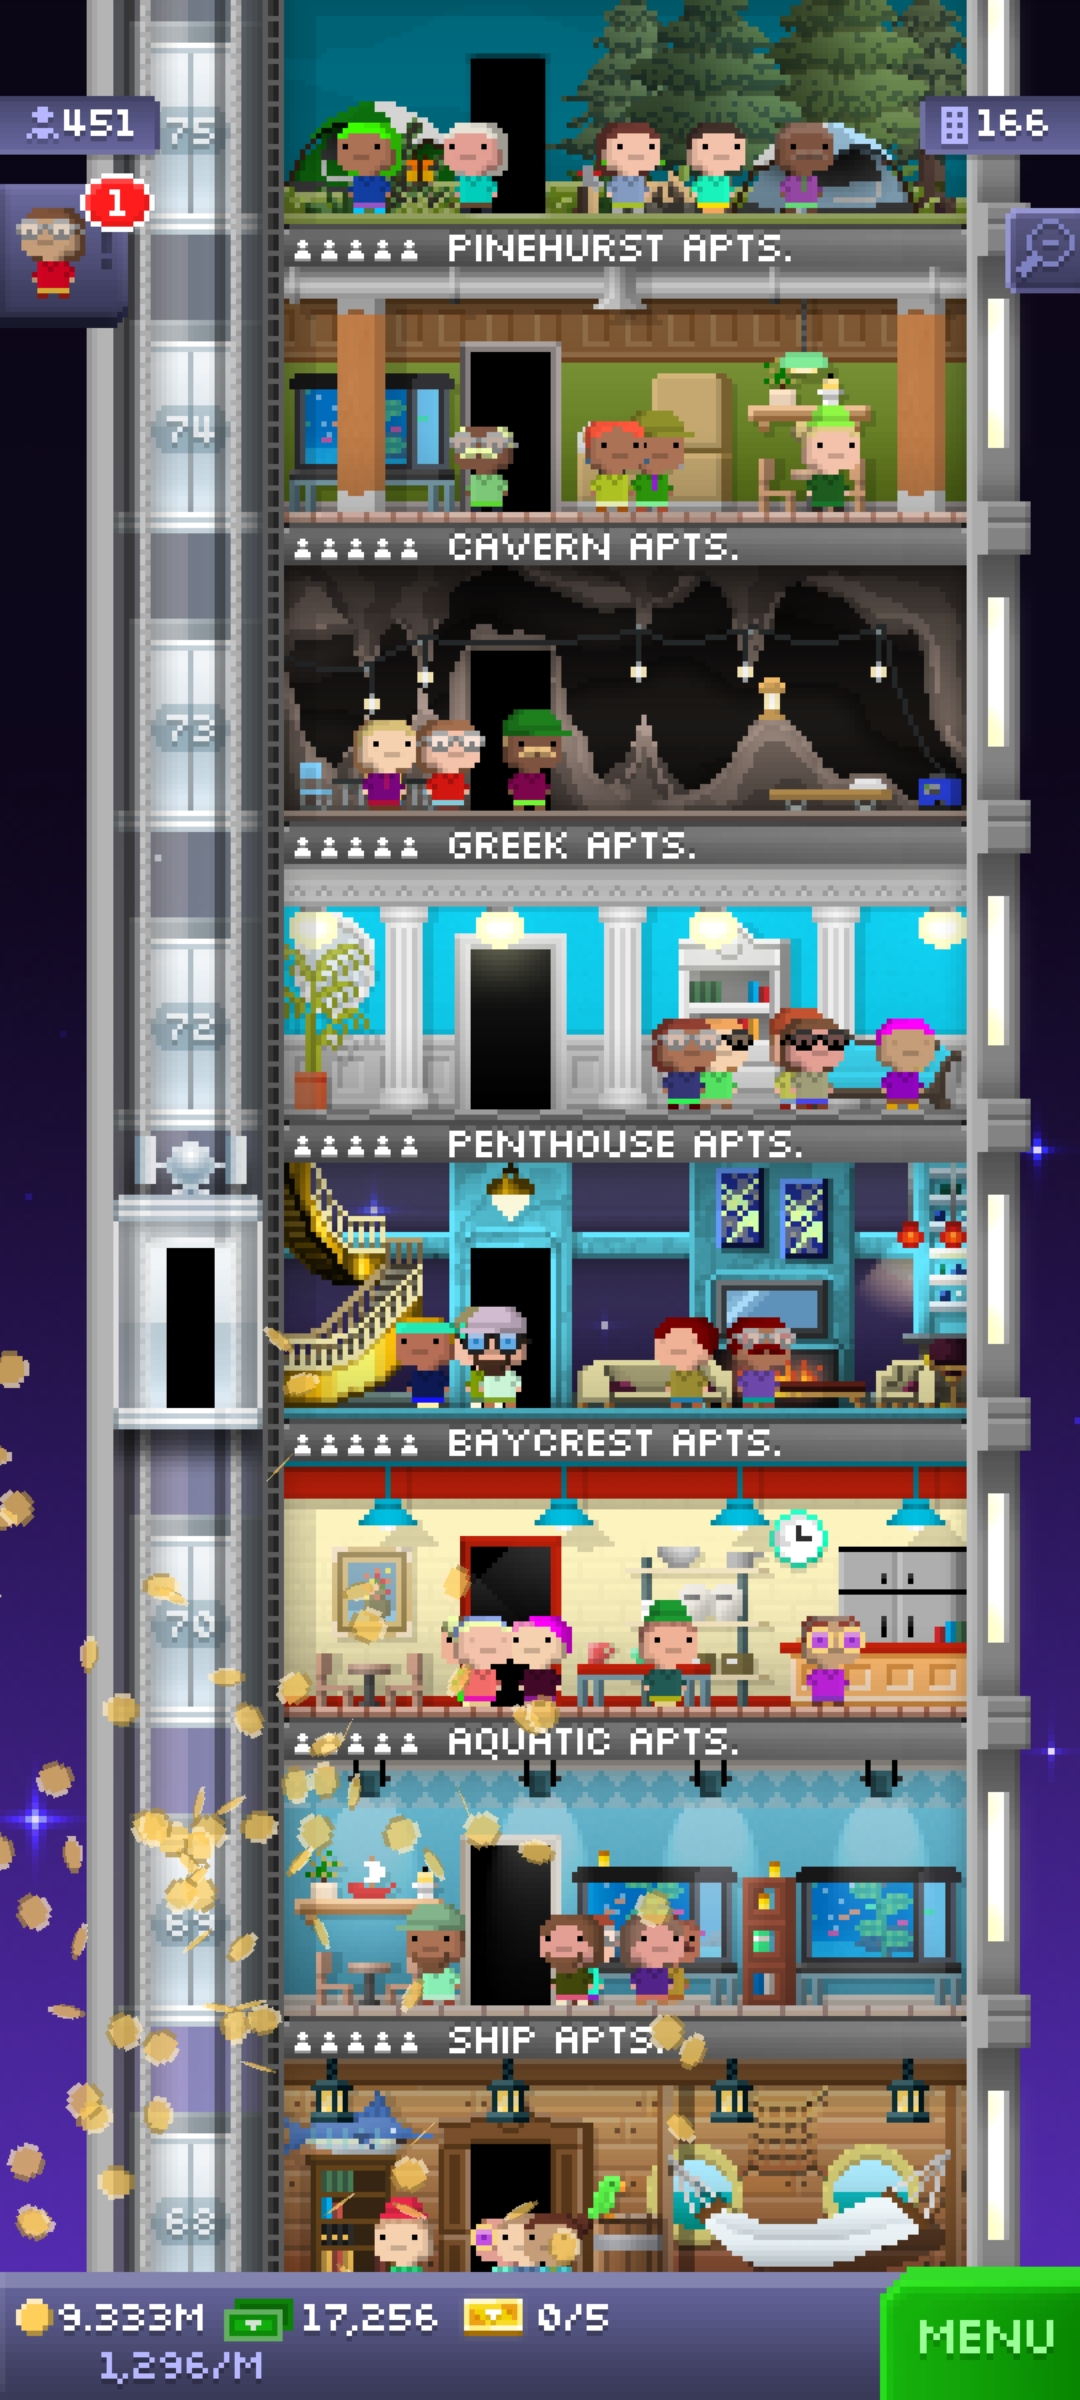 75
451
166
1
PINEHURST APTS.
74
CAVERN APTS.
73
GREEK APTS.
72
PENTHOUSE APTS.
BAYCREST APTS.
70
AQUATIC APTS.
SHIP APTS.
68
9.333M 17,256 0/5
1,296/M
MENU